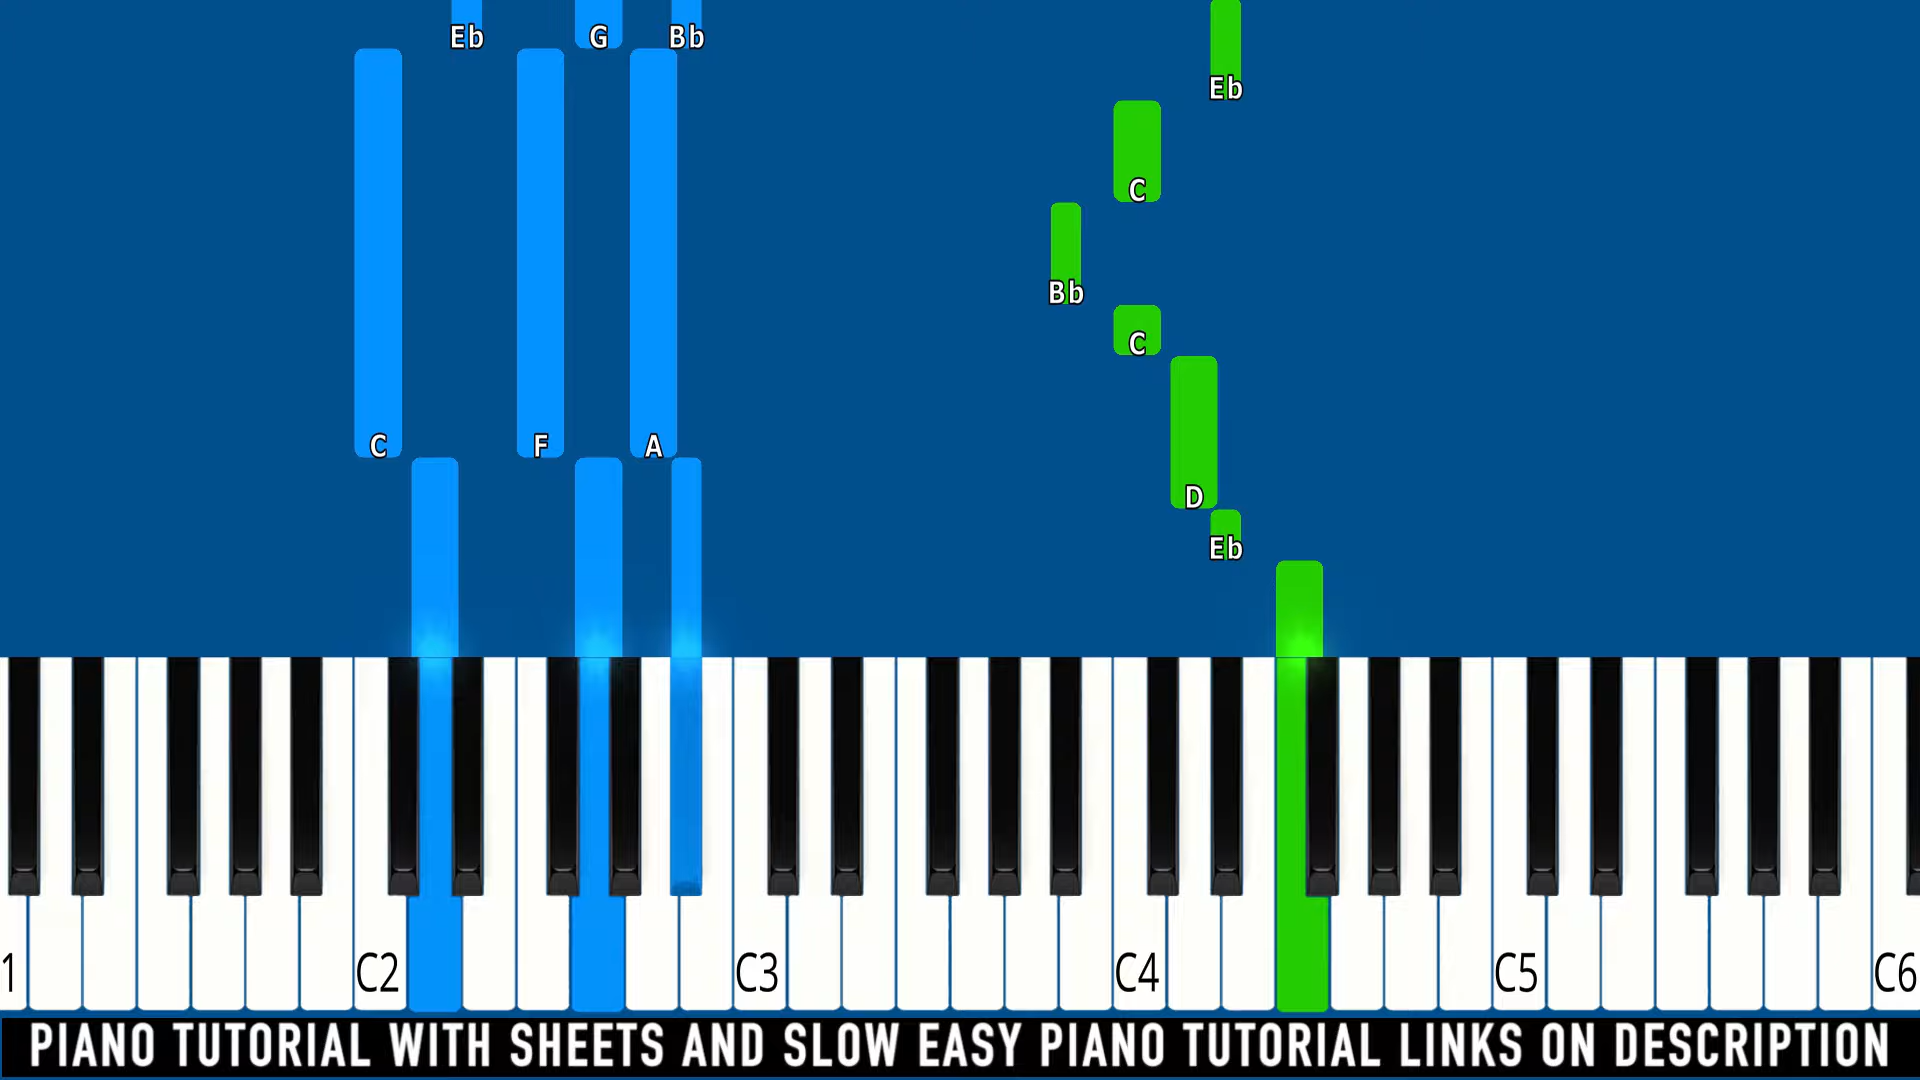 Eb G Bb
Eb
C
Bb
C
C F A
D
Eb
1 C2 C3 C4 C5 C6
PIANO TUTORIAL WITH SHEETS AND SLOW EASY PIANO TUTORIAL LINKS ON DESCRIPTION